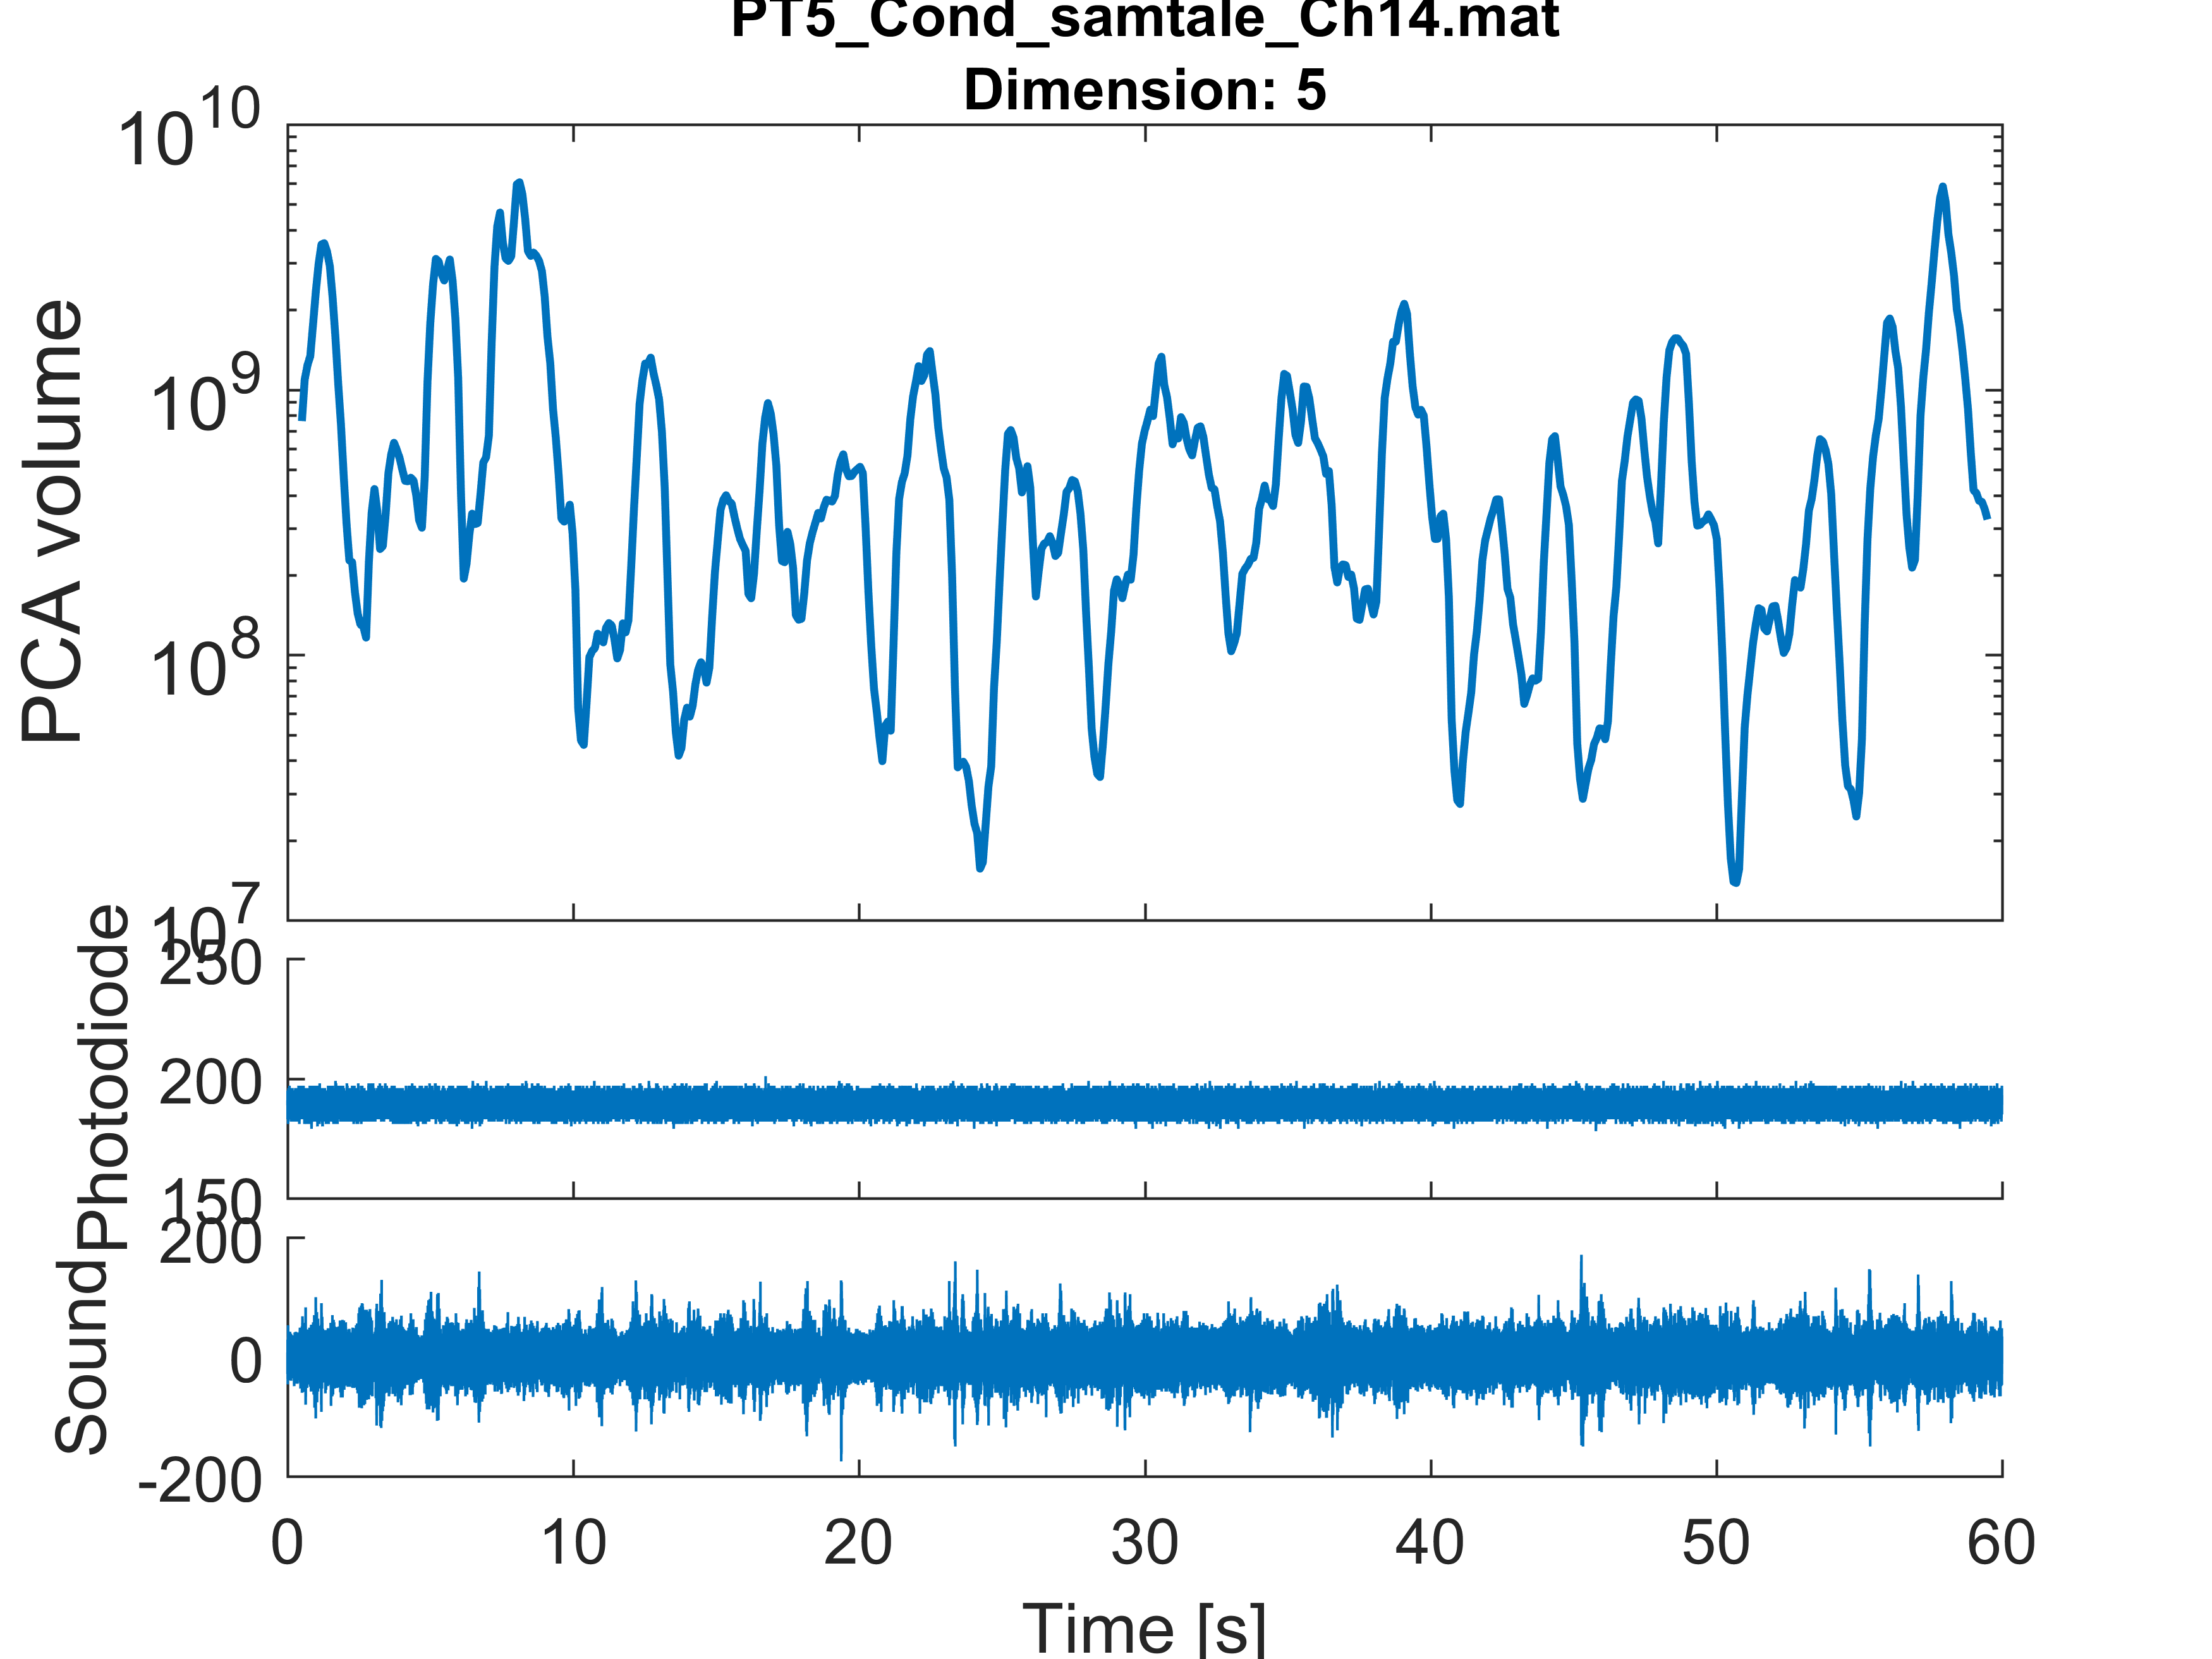 PT5_Cond_samtale_Ch14.mat
Dimension: 5
10^10
10^9
10^8
10^7
PCA volume
250
200
150
Photodiode
200
0
-200
Sound
0 10 20 30 40 50 60
Time [s]